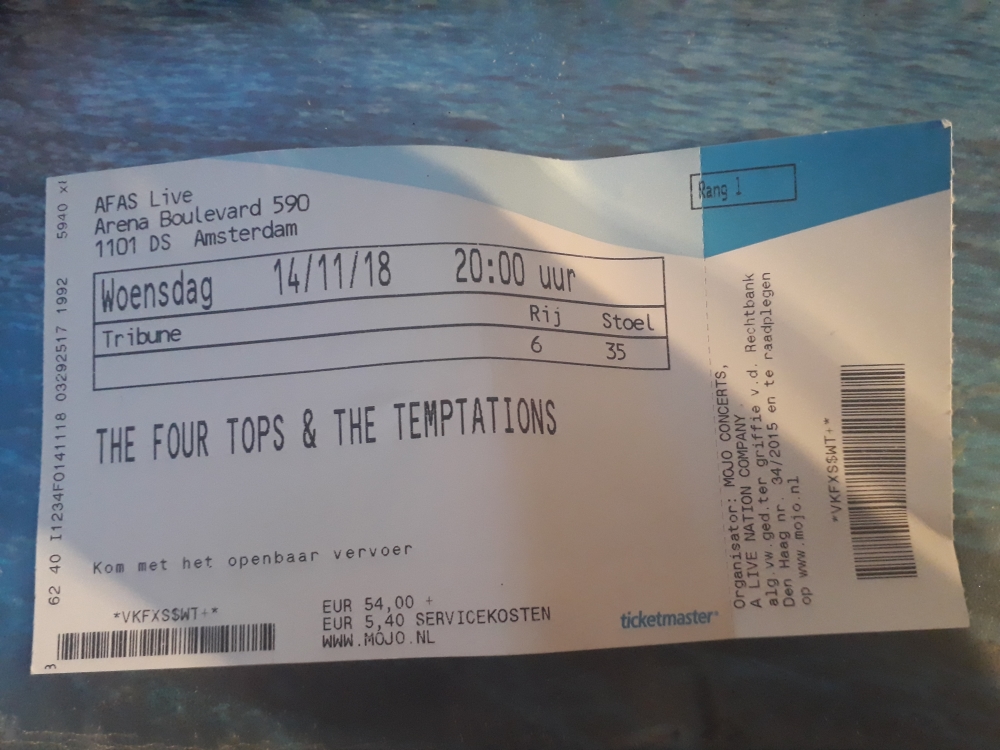 AFAS Live
Arena Boulevard 590
1101 DS Amsterdam
Woensdag 14/11/18 20:00 uur
Tribune Rij Stoel
6 35
THE FOUR TOPS & THE TEMPTATIONS
Kom met het openbaar vervoer
*VKFXS$WT+*
EUR 54,00 +
EUR 5,40 SERVICEKOSTEN
WWW.MOJO.NL
ticketmaster
62 40 I1234F0141118 03292517 1992 5940
Rang 1
Organisator: MOJO CONCERTS,
A LIVE NATION COMPANY.
alg.vw.ged.ter griffie v.d. Rechtbank
Den Haag nr. 34/2015 en te raadplegen
op www.mojo.nl
*VKFXS$WT+*